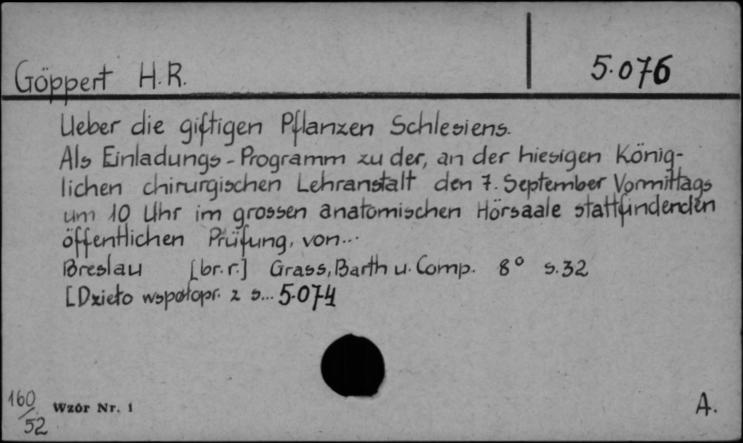 Göppert H.R.
5.076
Ueber die giftigen Pflanzen Schlesiens.
Als Einladungs-Programm zu der, an der hiesigen König-
lichen chirurgischen Lehranstalt den 7. September Vormittags
um 10 Uhr im grossen anatomischen Hörsaale stattfindenden
öffentlichen Prüfung, von...
Breslau [br.r.] Grass, Barth u. Comp. 8° s.32
[Dzieło współopr. z s... 5.074
160/52 Wzór Nr. 1
A.